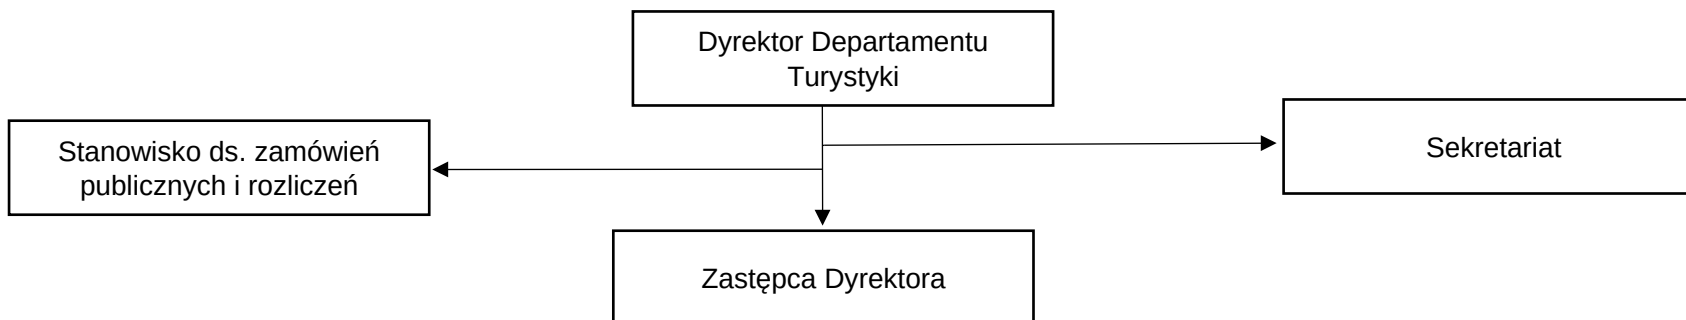 Dyrektor Departamentu
Turystyki
Stanowisko ds. zamówień
publicznych i rozliczeń
Sekretariat
Zastępca Dyrektora